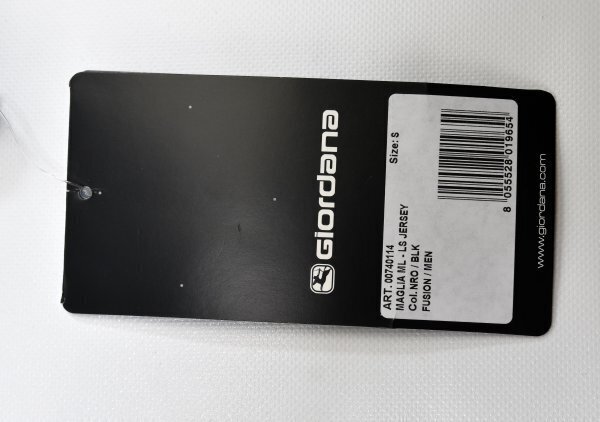 GIORDANA
ART. 00740114
MAGLIA ML - LS JERSEY
Col. NRO / BLK
FUSION / MEN
Size: S
8 055528 019654
www.giordana.com